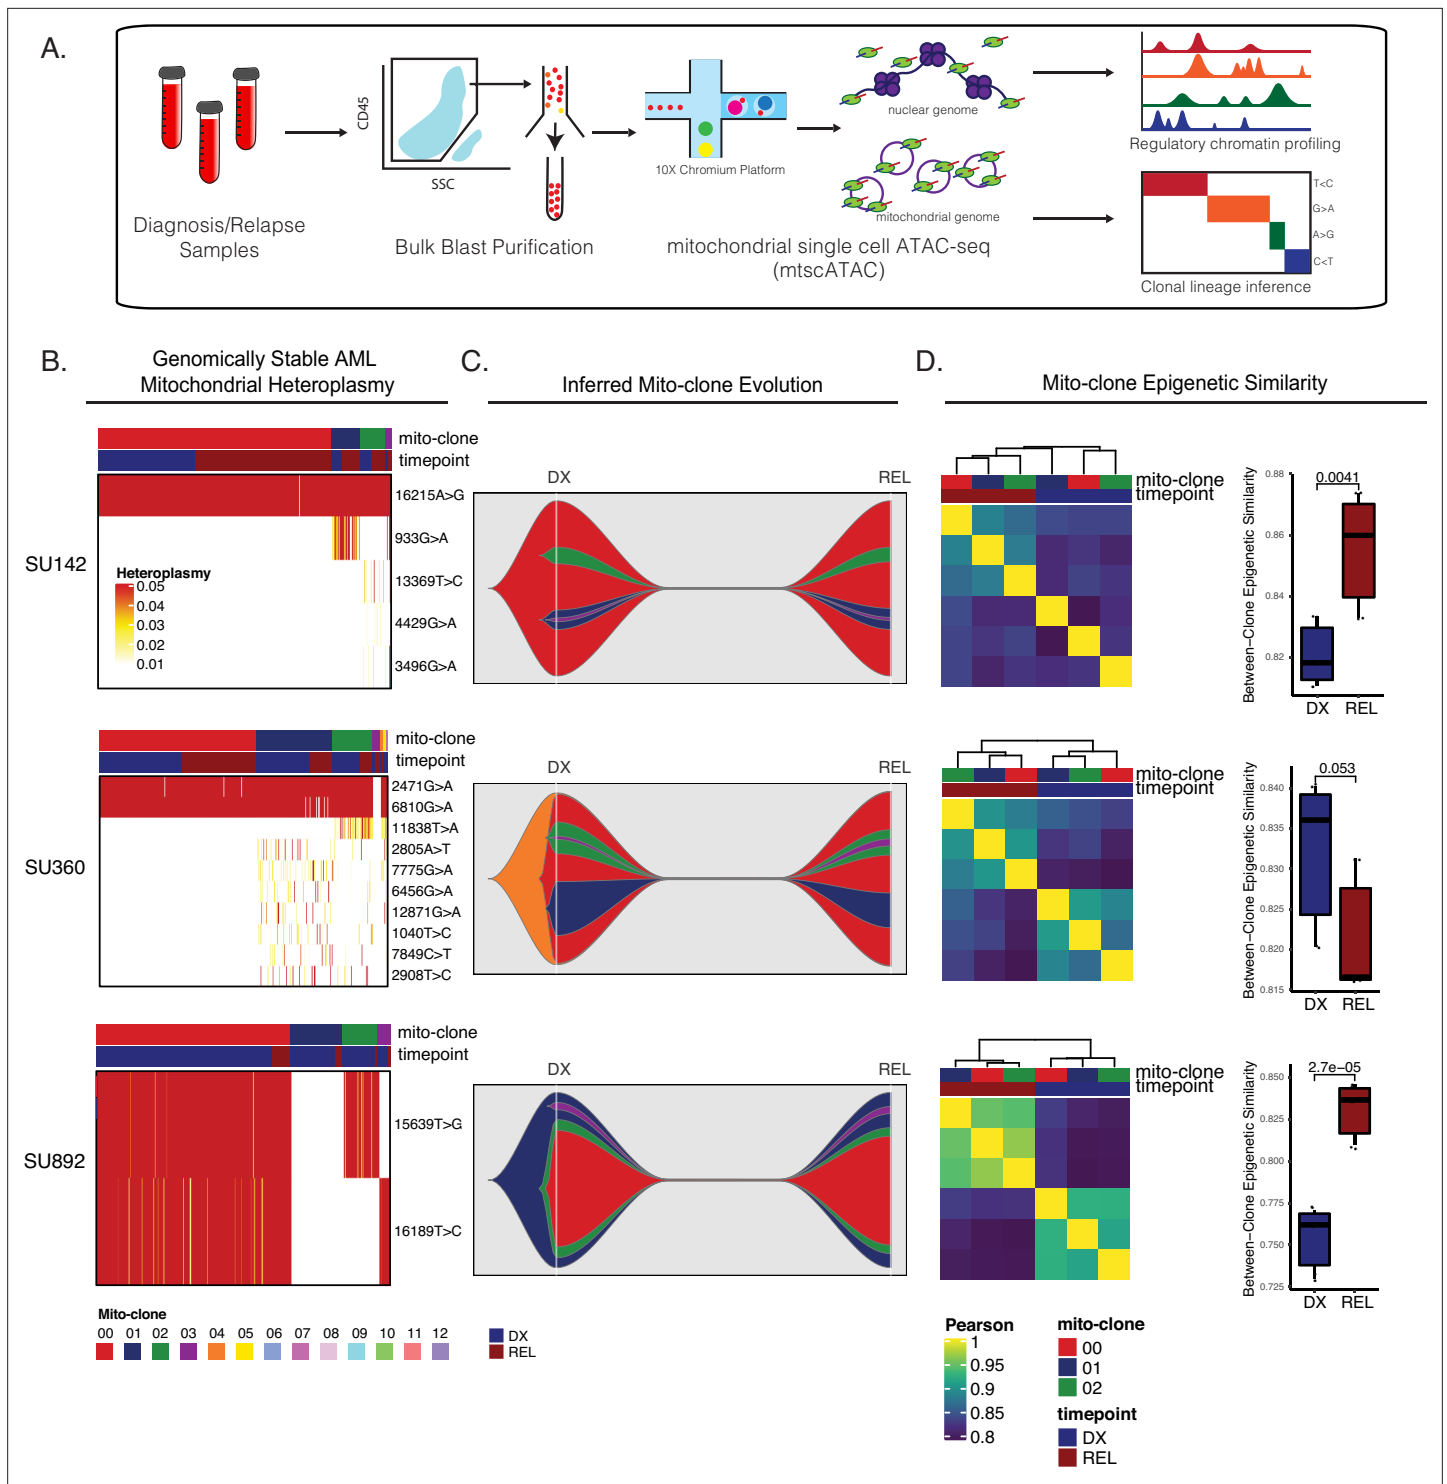 A.
CD45
SSC
Diagnosis/Relapse
Samples
Bulk Blast Purification
10X Chromium Platform
nuclear genome
mitochondrial genome
mitochondrial single cell ATAC-seq
(mtscATAC)
Regulatory chromatin profiling
T<C
G>A
A>G
C<T
Clonal lineage inference
B.
Genomically Stable AML
Mitochondrial Heteroplasmy
C.
Inferred Mito-clone Evolution
D.
Mito-clone Epigenetic Similarity
SU142
mito-clone
timepoint
16215A>G
933G>A
13369T>C
4429G>A
3496G>A
Heteroplasmy
0.05
0.04
0.03
0.02
0.01
DX
REL
mito-clone
timepoint
Between-Clone Epigenetic Similarity
0.88
0.86
0.84
0.82
0.0041
DX
REL
SU360
mito-clone
timepoint
2471G>A
6810G>A
11838T>A
2805A>T
7775G>A
6456G>A
12871G>A
1040T>C
7849C>T
2908T>C
DX
REL
mito-clone
timepoint
Between-Clone Epigenetic Similarity
0.840
0.835
0.830
0.825
0.820
0.815
0.053
DX
REL
SU892
mito-clone
timepoint
15639T>G
16189T>C
DX
REL
mito-clone
timepoint
Between-Clone Epigenetic Similarity
0.850
0.825
0.800
0.775
0.750
0.725
2.7e-05
DX
REL
Mito-clone
00 01 02 03 04 05 06 07 08 09 10 11 12
DX
REL
Pearson
1
0.95
0.9
0.85
0.8
mito-clone
00
01
02
timepoint
DX
REL